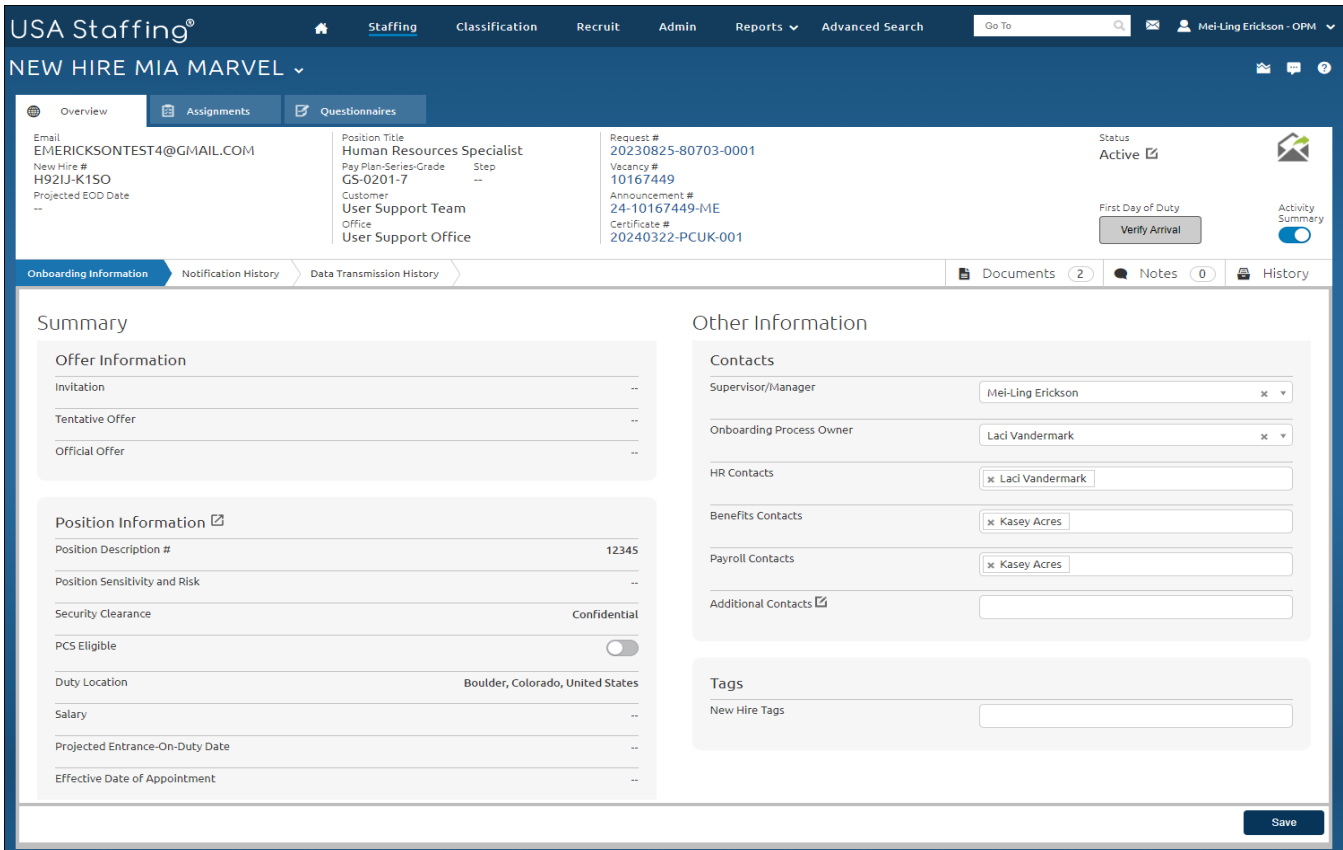 USA Staffing®
Staffing Classification Recruit Admin Reports Advanced Search Go To Mei-Ling Erickson - OPM
NEW HIRE MIA MARVEL
Overview Assignments Questionnaires
Email
EMERICKSONTEST4@GMAIL.COM
New Hire #
H92IJ-K1SO
Projected EOD Date
--
Position Title
Human Resources Specialist
Pay Plan-Series-Grade Step
GS-0201-7 --
Customer
User Support Team
Office
User Support Office
Request #
20230825-80703-0001
Vacancy #
10167449
Announcement #
24-10167449-ME
Certificate #
20240322-PCUK-001
Status
Active
First Day of Duty
Verify Arrival
Activity
Summary
Onboarding Information Notification History Data Transmission History Documents 2 Notes 0 History
Summary
Offer Information
Invitation --
Tentative Offer --
Official Offer --
Position Information
Position Description # 12345
Position Sensitivity and Risk --
Security Clearance Confidential
PCS Eligible
Duty Location Boulder, Colorado, United States
Salary --
Projected Entrance-On-Duty Date --
Effective Date of Appointment --
Other Information
Contacts
Supervisor/Manager Mei-Ling Erickson
Onboarding Process Owner Laci Vandermark
HR Contacts Laci Vandermark
Benefits Contacts Kasey Acres
Payroll Contacts Kasey Acres
Additional Contacts
Tags
New Hire Tags
Save